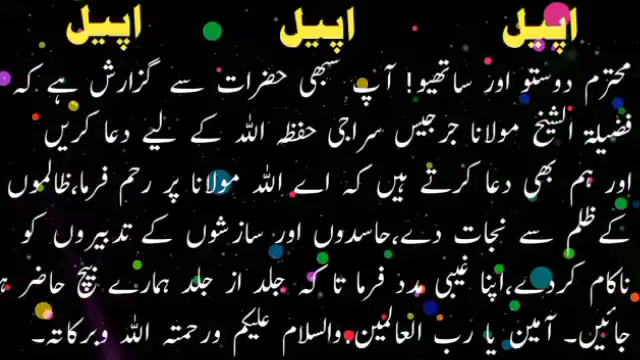 اپیل اپیل اپیل
محترم دوستو اور ساتھیو! آپ سبھی حضرات سے گزارش ہے کہ
فضیلۃ الشیخ مولانا جرجیس سراجی حفظہ اللہ کے لیے دعا کریں
اور ہم بھی دعا کرتے ہیں کہ اے اللہ مولانا پر رحم فرما،ظالموں
کے ظلم سے نجات دے،حاسدوں اور سازشوں کے تدبیروں کو
ناکام کردے،اپنا غیبی مدد فرما تا کہ جلد از جلد ہمارے بیچ حاضر ہ
جائیں۔ آمین یا رب العالمین.والسلام علیکم ورحمتہ اللہ وبرکاتہ۔